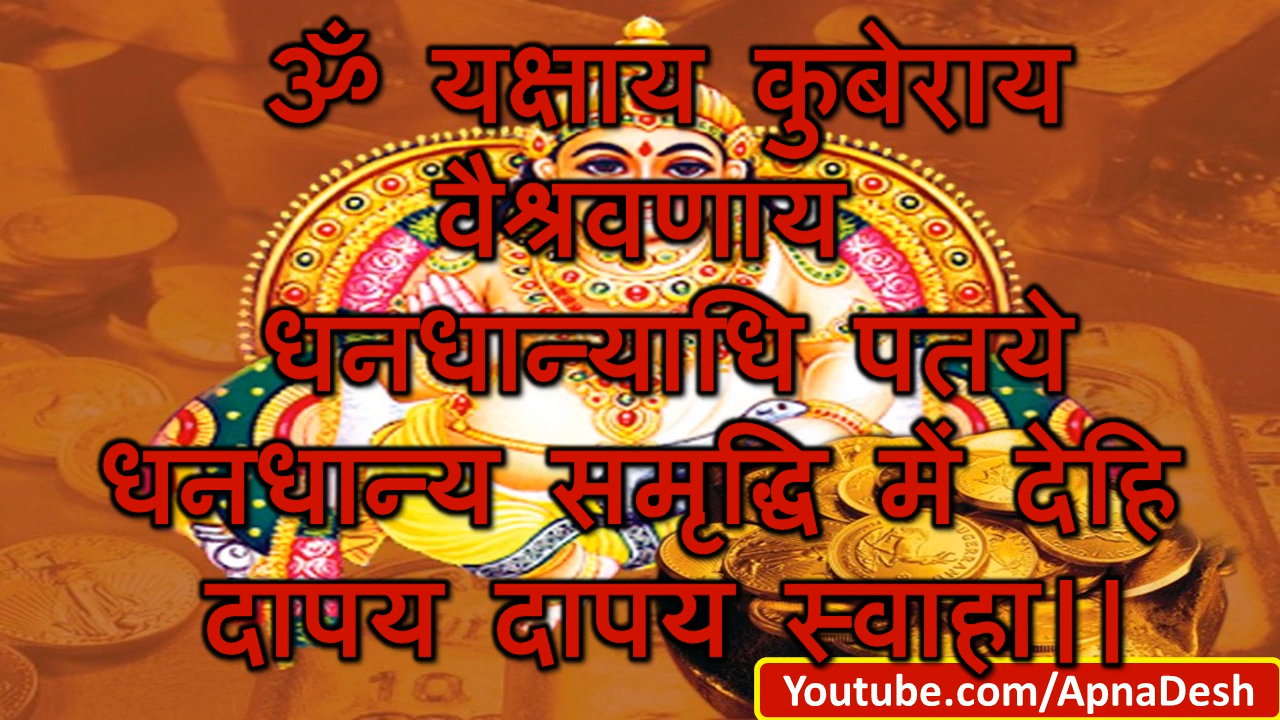 ॐ यक्षाय कुबेराय
वैश्रवणाय
धनधान्याधि पतये
धनधान्य समृद्धि में देहि
दापय दापय स्वाहा।।
Youtube.com/ApnaDesh